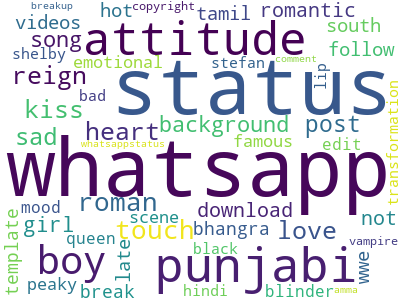 breakup hot copyright tamil romantic
videos song attitude south
shelby emotional stefan comment follow
reign bad status lip
kiss background post transformation
sad heart whatsappstatus famous edit
whatsapp
mood roman download not
girl scene touch bhangra love
template queen late black vampire
boy punjabi wwe
peaky break hindi blinder amma